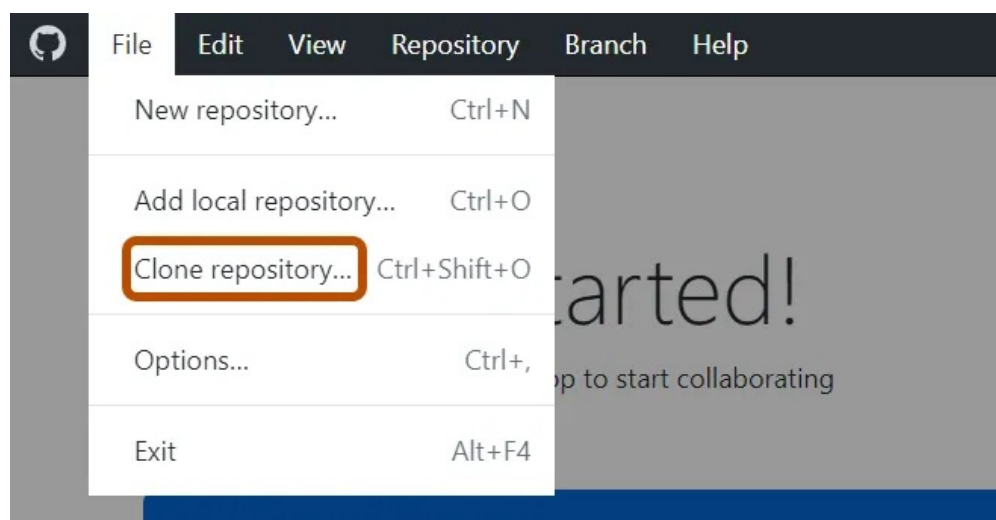 File Edit View Repository Branch Help
New repository... Ctrl+N
Add local repository... Ctrl+O
Clone repository... Ctrl+Shift+O
Options... Ctrl+,
to start collaborating
Exit Alt+F4